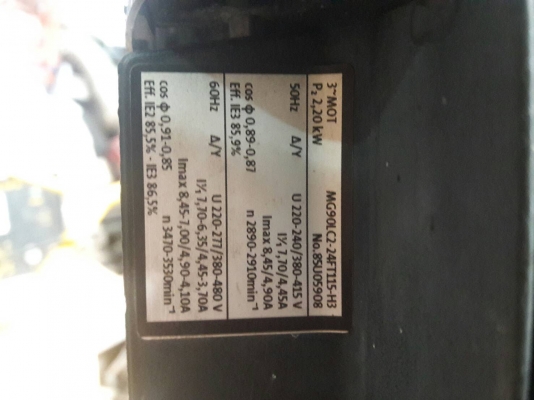 3~MOT MG90LC2-24FT115-H3
P₂ 2,20 kW No.85U05908
50Hz Δ/Y U 220-240/380-415 V
I¹/₁ 7,70/4,45A
Imax 8,45/4,90A
cos ϕ 0,89-0,87 n 2890-2910min⁻¹
Eff. IE3 85,9%
60Hz Δ/Y U 220-277/380-480 V
I¹/₁ 7,70-6,35/4,45-3,70A
Imax 8,45-7,00/4,90-4,10A
cos ϕ 0,91-0,85 n 3470-3530min⁻¹
Eff. IE2 85,5% - IE3 86,5%